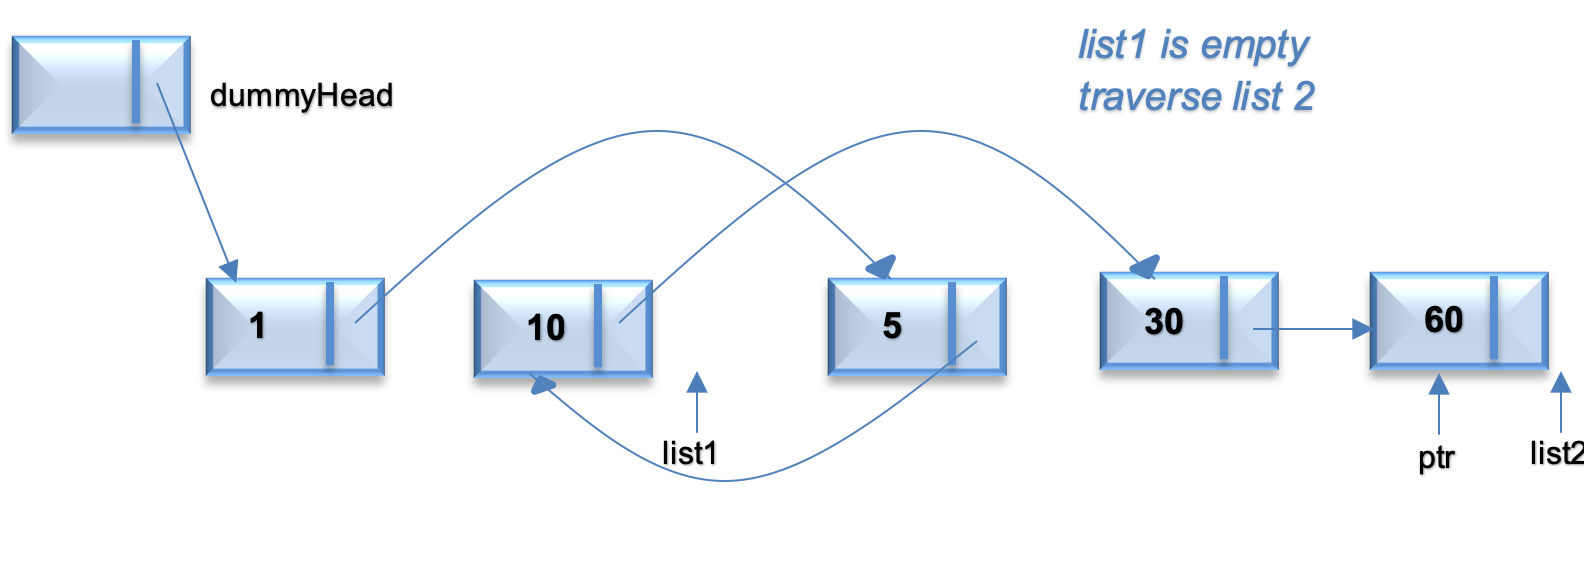 list1 is empty
traverse list 2
dummyHead
1
10
5
30
60
list1
ptr
list2